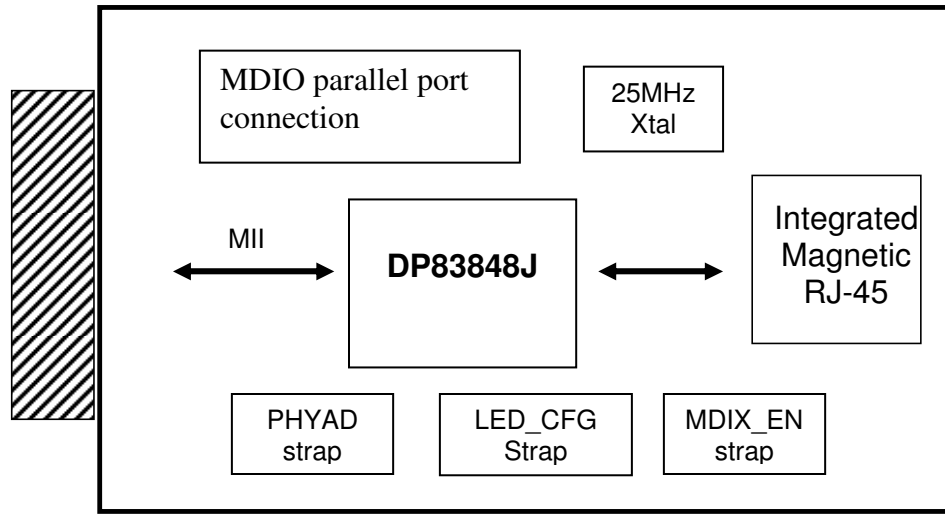 MDIO parallel port
connection
25MHz
Xtal
MII
DP83848J
Integrated
Magnetic
RJ-45
PHYAD
strap
LED_CFG
Strap
MDIX_EN
strap